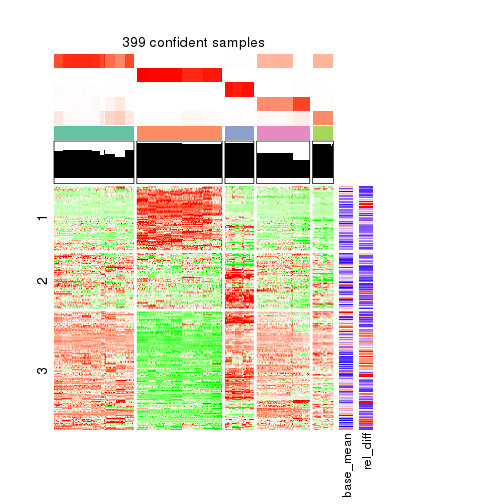 399 confident samples
1
2
3
base_mean
rel_diff